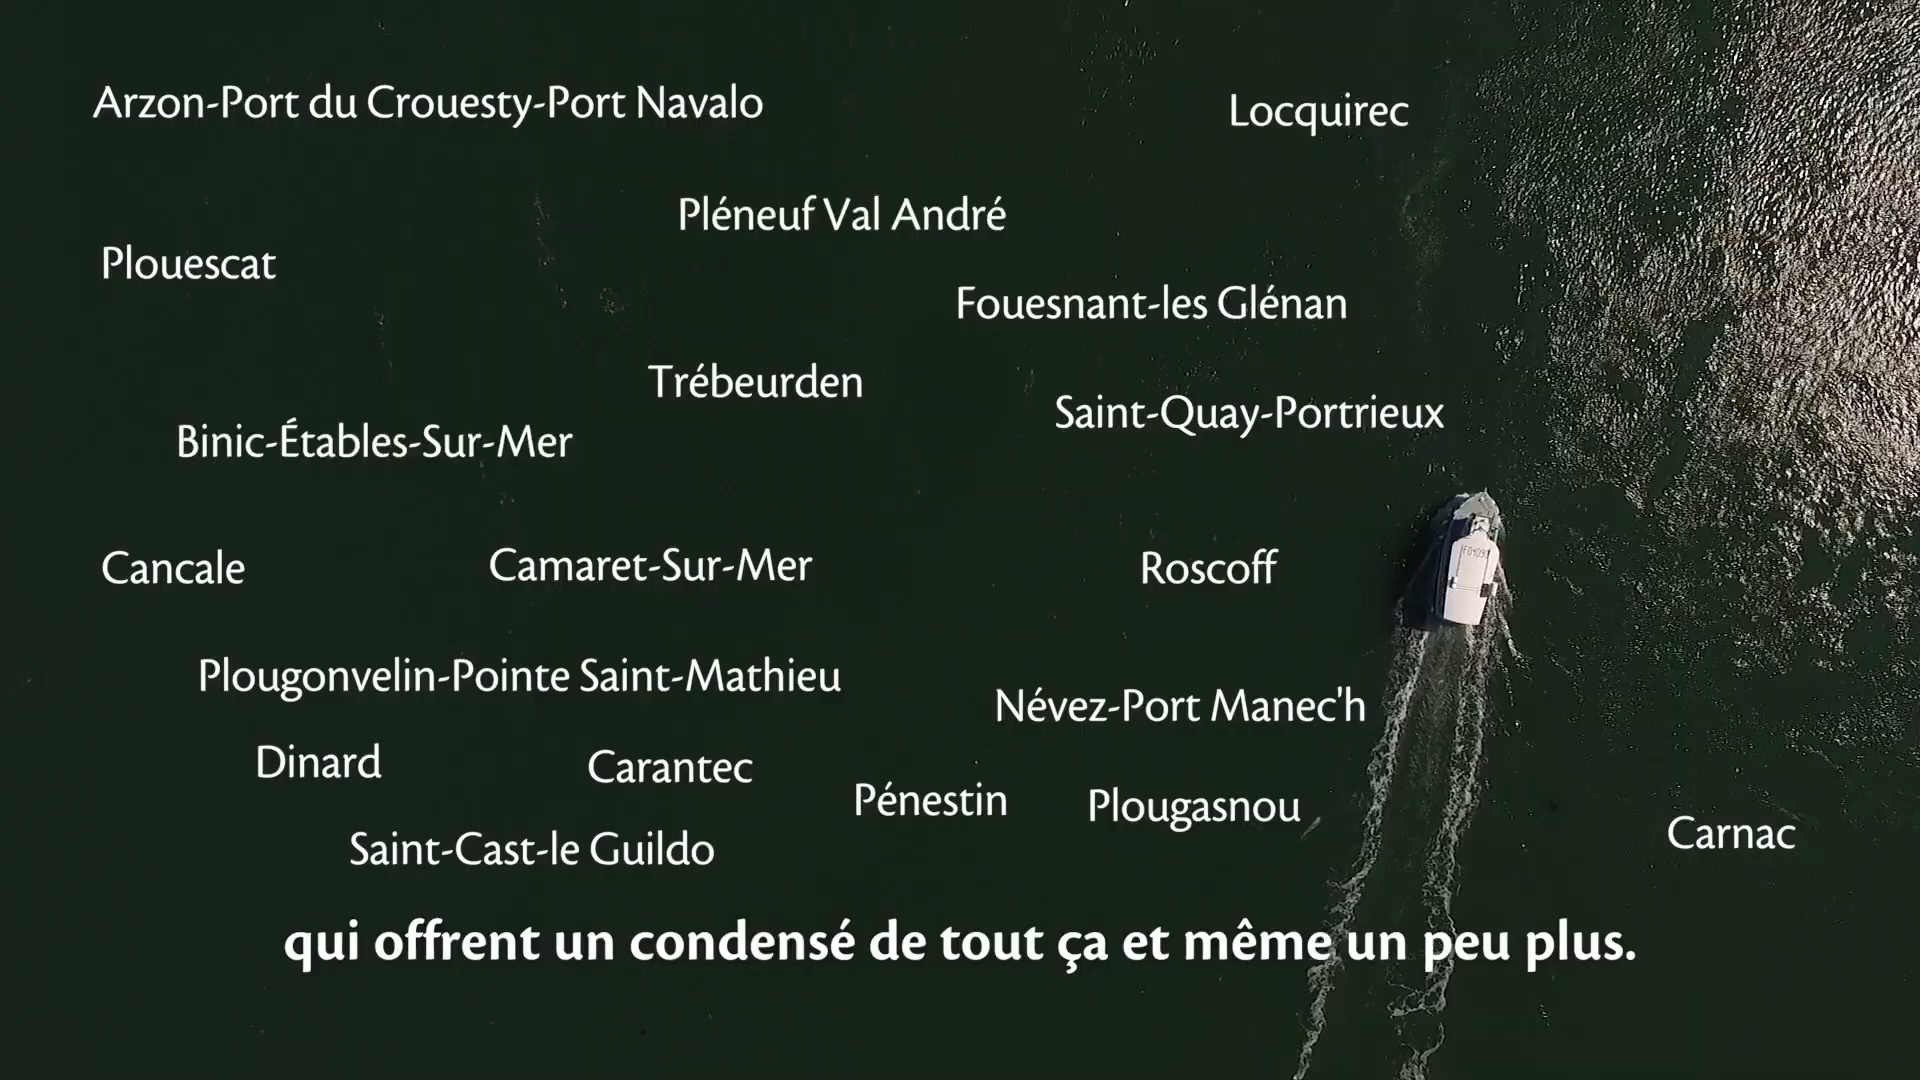 Arzon-Port du Crouesty-Port Navalo
Locquirec
Pléneuf Val André
Plouescat
Fouesnant-les Glénan
Trébeurden
Saint-Quay-Portrieux
Binic-Étables-Sur-Mer
Cancale
Camaret-Sur-Mer
Roscoff
Plougonvelin-Pointe Saint-Mathieu
Névez-Port Manec'h
Dinard
Carantec
Pénestin
Plougasnou
Carnac
Saint-Cast-le Guildo
qui offrent un condensé de tout ça et même un peu plus.